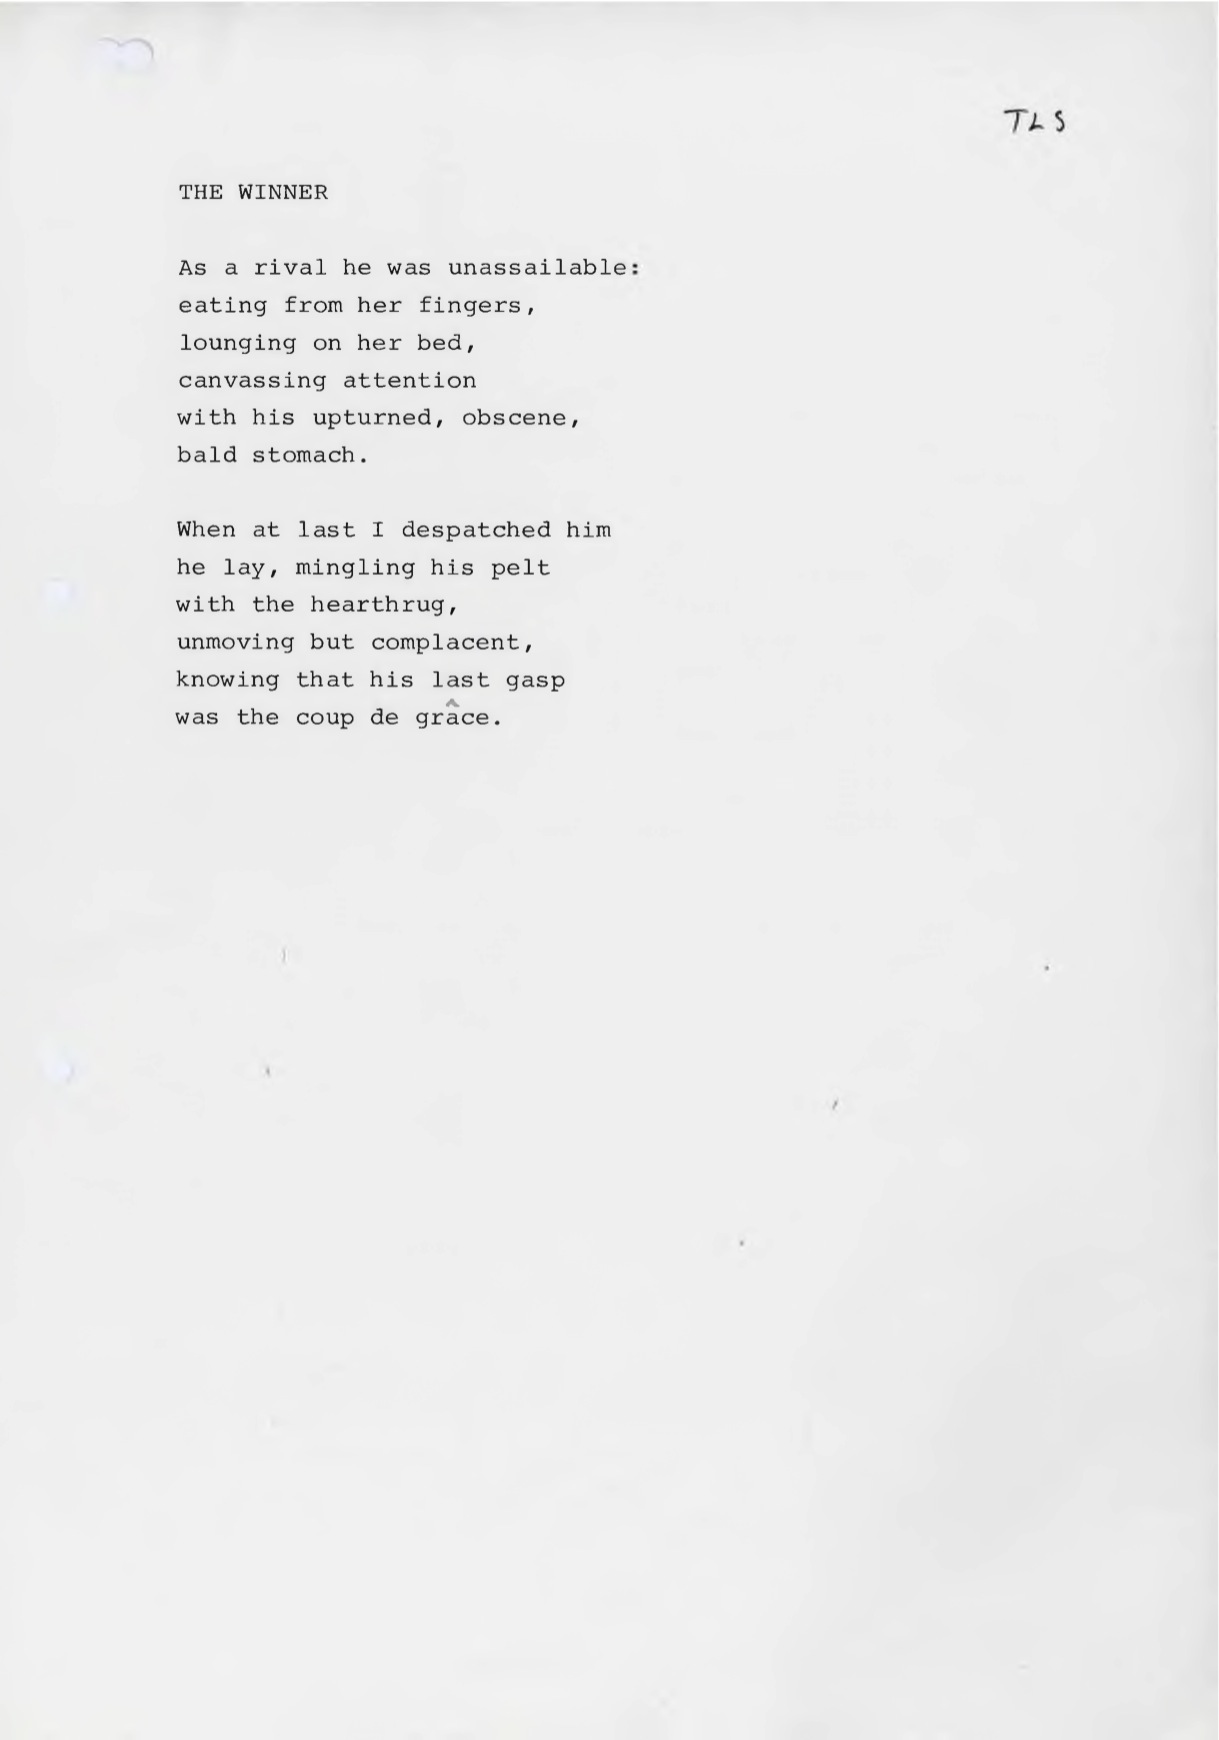 TLS
THE WINNER
As a rival he was unassailable:
eating from her fingers,
lounging on her bed,
canvassing attention
with his upturned, obscene,
bald stomach.
When at last I despatched him
he lay, mingling his pelt
with the hearthrug,
unmoving but complacent,
knowing that his last gasp
was the coup de grâce.